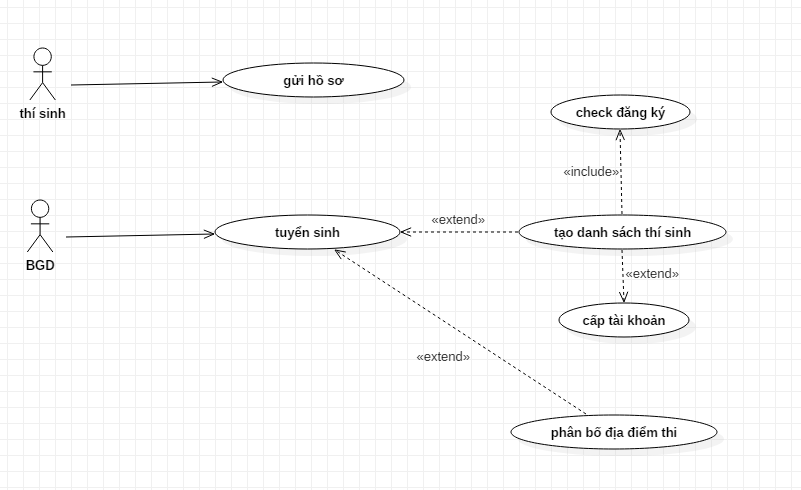 gửi hồ sơ
thí sinh
check đăng ký
«include»
BGD
tuyển sinh
«extend»
tạo danh sách thí sinh
«extend»
cấp tài khoản
«extend»
phân bố địa điểm thi